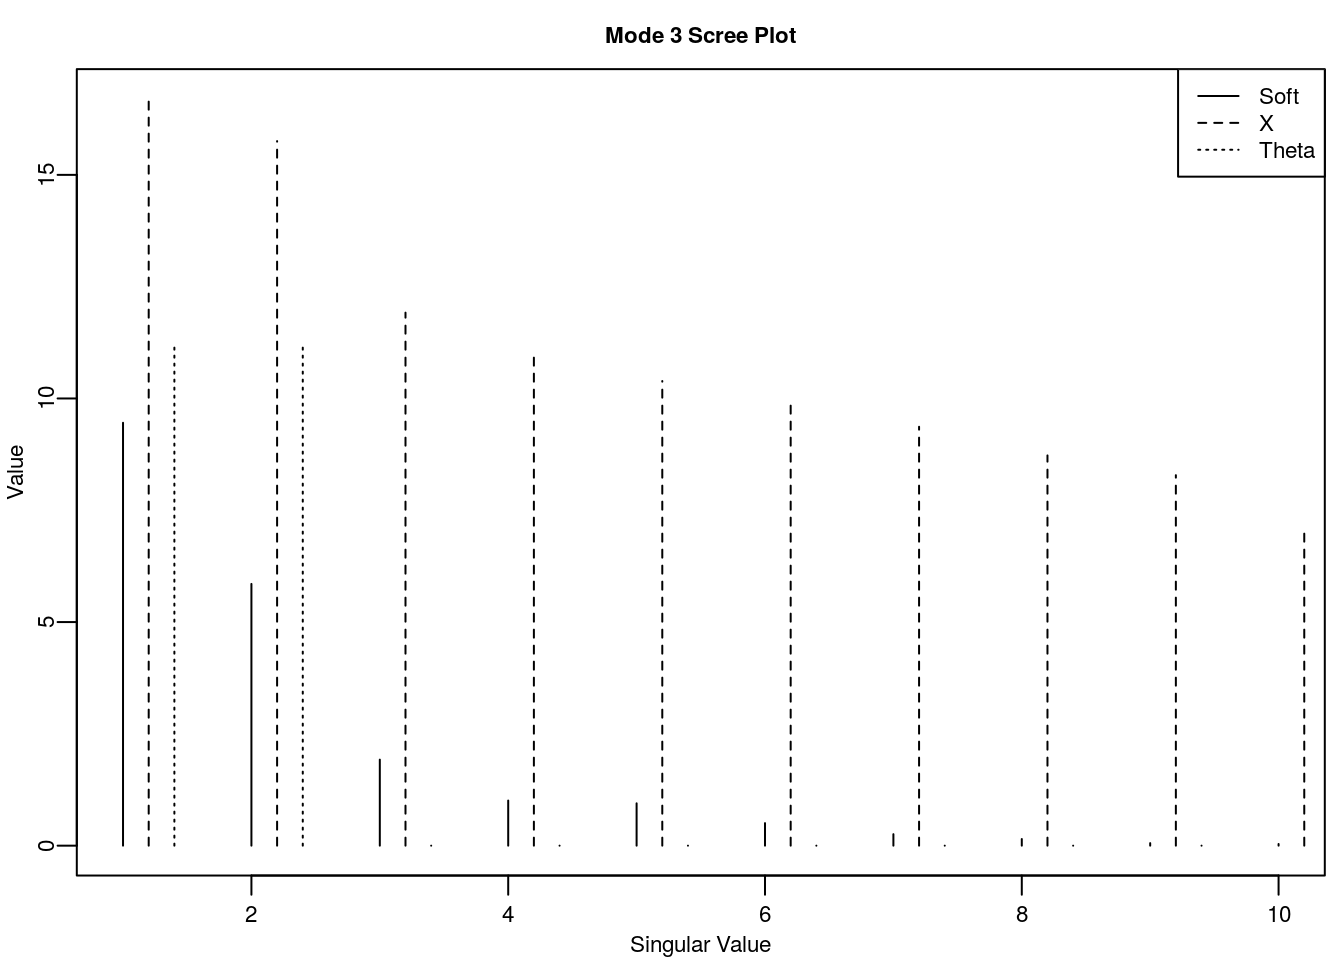 Mode 3 Scree Plot
Soft
X
Theta
15
10
5
0
Value
2 4 6 8 10
Singular Value